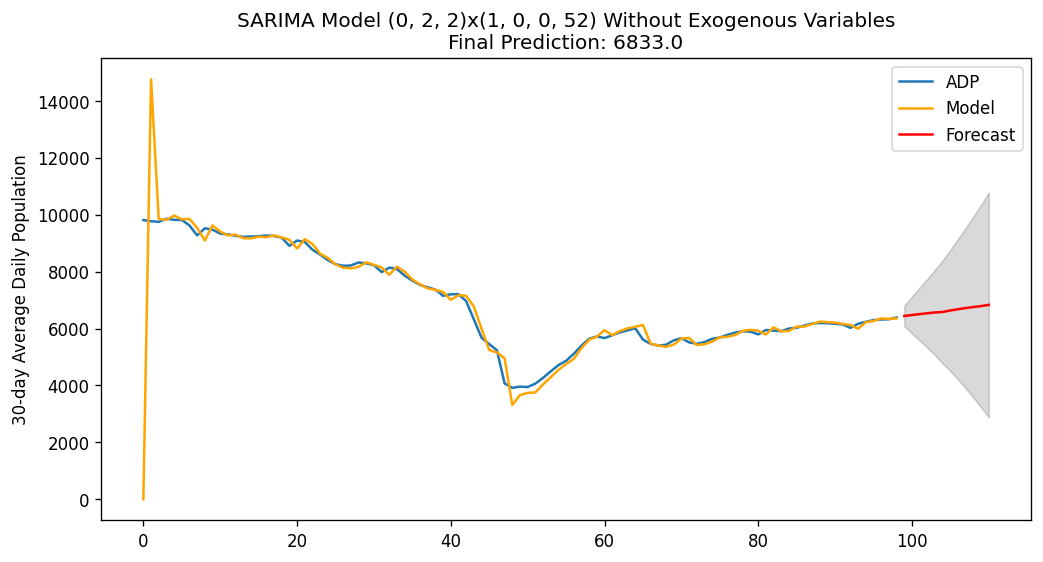 SARIMA Model (0, 2, 2)x(1, 0, 0, 52) Without Exogenous Variables
Final Prediction: 6833.0
ADP
Model
Forecast
30-day Average Daily Population
14000
12000
10000
8000
6000
4000
2000
0
0 20 40 60 80 100